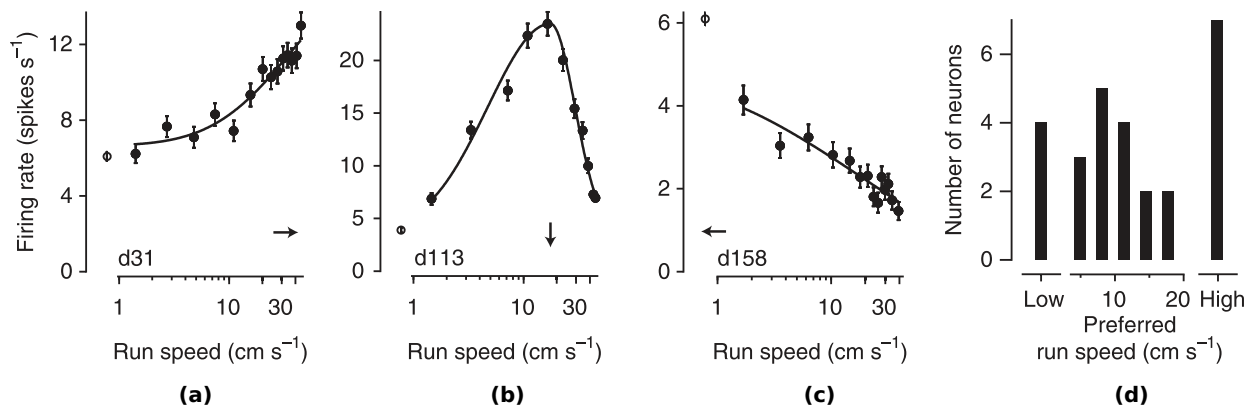 Firing rate (spikes s⁻¹)
12
8
4
0
d31
1 10 30
Run speed (cm s⁻¹)
(a)
20
15
10
5
0
d113
1 10 30
Run speed (cm s⁻¹)
(b)
6
4
2
0
d158
1 10 30
Run speed (cm s⁻¹)
(c)
Number of neurons
6
4
2
0
Low 10 20 High
Preferred
run speed (cm s⁻¹)
(d)